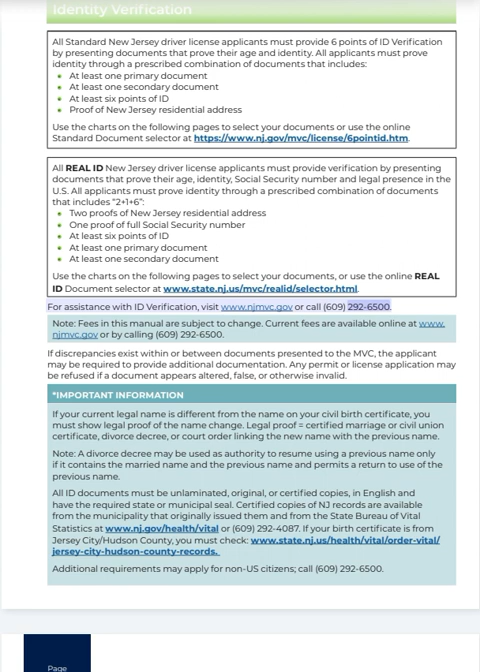 Identity Verification
All Standard New Jersey driver license applicants must provide 6 points of ID Verification
by presenting documents that prove their age and identity. All applicants must prove
identity through a prescribed combination of documents that includes:
• At least one primary document
• At least one secondary document
• At least six points of ID
• Proof of New Jersey residential address
Use the charts on the following pages to select your documents or use the online
Standard Document selector at https://www.nj.gov/mvc/license/6pointid.htm.
All REAL ID New Jersey driver license applicants must provide verification by presenting
documents that prove their age, identity, Social Security number and legal presence in the
U.S. All applicants must prove identity through a prescribed combination of documents
that includes "2+1+6":
• Two proofs of New Jersey residential address
• One proof of full Social Security number
• At least six points of ID
• At least one primary document
• At least one secondary document
Use the charts on the following pages to select your documents, or use the online REAL
ID Document selector at www.state.nj.us/mvc/realid/selector.html.
For assistance with ID Verification, visit www.njmvc.gov or call (609) 292-6500.
Note: Fees in this manual are subject to change. Current fees are available online at www.
njmvc.gov or by calling (609) 292-6500.
If discrepancies exist within or between documents presented to the MVC, the applicant
may be required to provide additional documentation. Any permit or license application may
be refused if a document appears altered, false, or otherwise invalid.
*IMPORTANT INFORMATION
If your current legal name is different from the name on your civil birth certificate, you
must show legal proof of the name change. Legal proof = certified marriage or civil union
certificate, divorce decree, or court order linking the new name with the previous name.
Note: A divorce decree may be used as authority to resume using a previous name only
if it contains the married name and the previous name and permits a return to use of the
previous name.
All ID documents must be unlaminated, original, or certified copies, in English and
have the required state or municipal seal. Certified copies of NJ records are available
from the municipality that originally issued them and from the State Bureau of Vital
Statistics at www.nj.gov/health/vital or (609) 292-4087. If your birth certificate is from
Jersey City/Hudson County, you must check: www.state.nj.us/health/vital/order-vital/
jersey-city-hudson-county-records.
Additional requirements may apply for non-US citizens; call (609) 292-6500.
Page